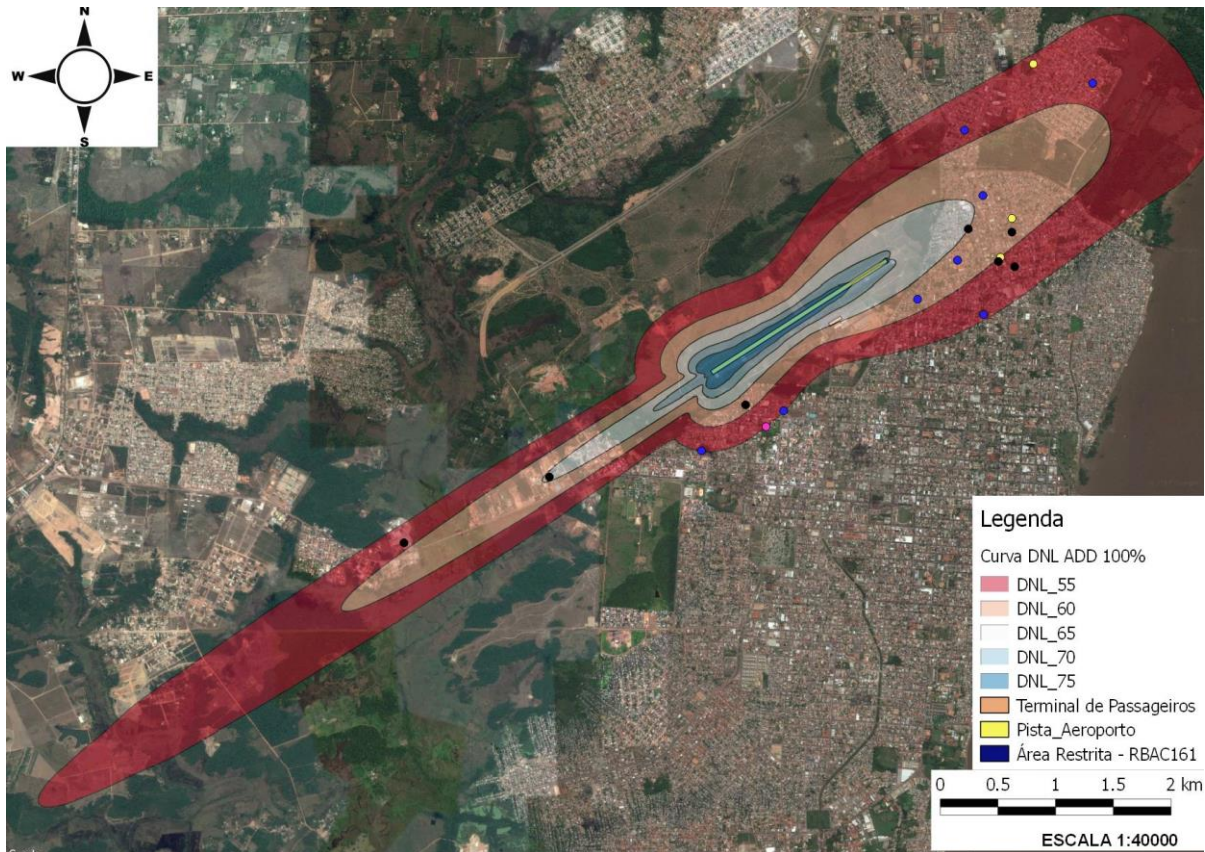 N
W
E
S
Legenda
Curva DNL ADD 100%
DNL_55
DNL_60
DNL_65
DNL_70
DNL_75
Terminal de Passageiros
Pista_Aeroporto
Área Restrita - RBAC161
0 0.5 1 1.5 2 km
ESCALA 1:40000